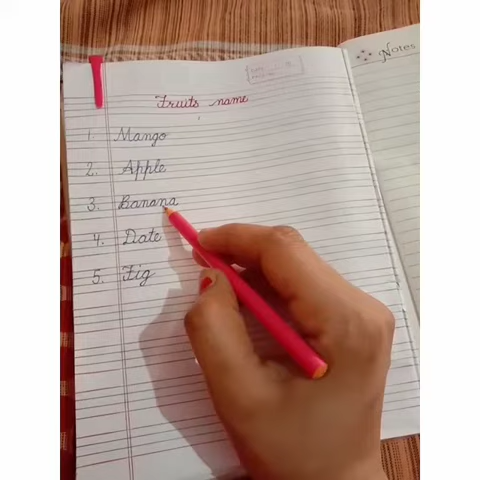 Notes
Fruits name
1. Mango
2. Apple
3. Banana
4. Date
5. Fig